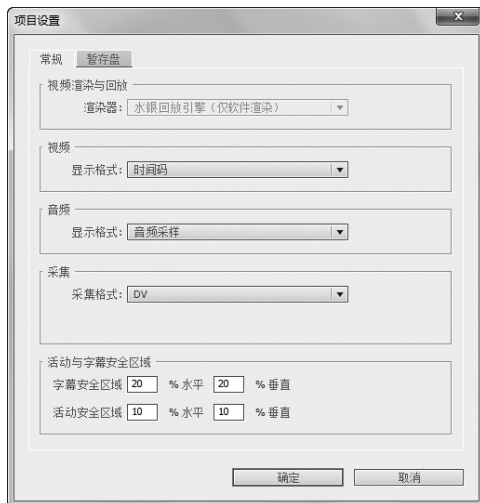 项目设置
常规 暂存盘
视频渲染与回放
渲染器: 水银回放引擎（仅软件渲染）
视频
显示格式: 时间码
音频
显示格式: 音频采样
采集
采集格式: DV
活动与字幕安全区域
字幕安全区域 20 % 水平 20 % 垂直
活动安全区域 10 % 水平 10 % 垂直
确定 取消